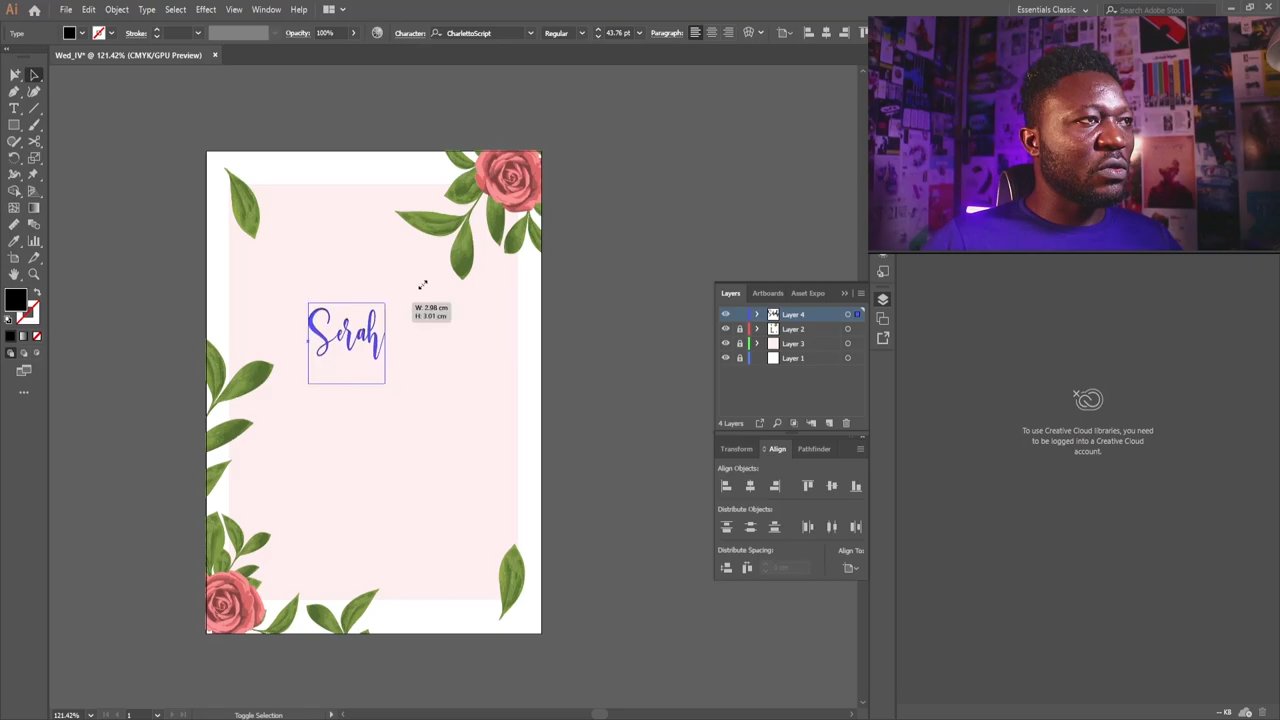 Ai File Edit Object Type Select Effect View Window Help Essentials Classic Search Adobe Stock
Type Stroke: Opacity: 100% Character: CharlettoScript Regular 43.76 pt Paragraph:
Wed_IV* @ 121.42% (CMYK/GPU Preview) ×
Serah
W: 2.98 cm
H: 3.01 cm
Layers Artboards Asset Expo
Layer 4
Layer 2
Layer 3
Layer 1
4 Layers
Transform Align Pathfinder
Align Objects:
Distribute Objects:
Distribute Spacing: Align To:
0 cm
To use Creative Cloud libraries, you need
to be logged into a Creative Cloud
account.
121.42% 1 Toggle Selection -- KB